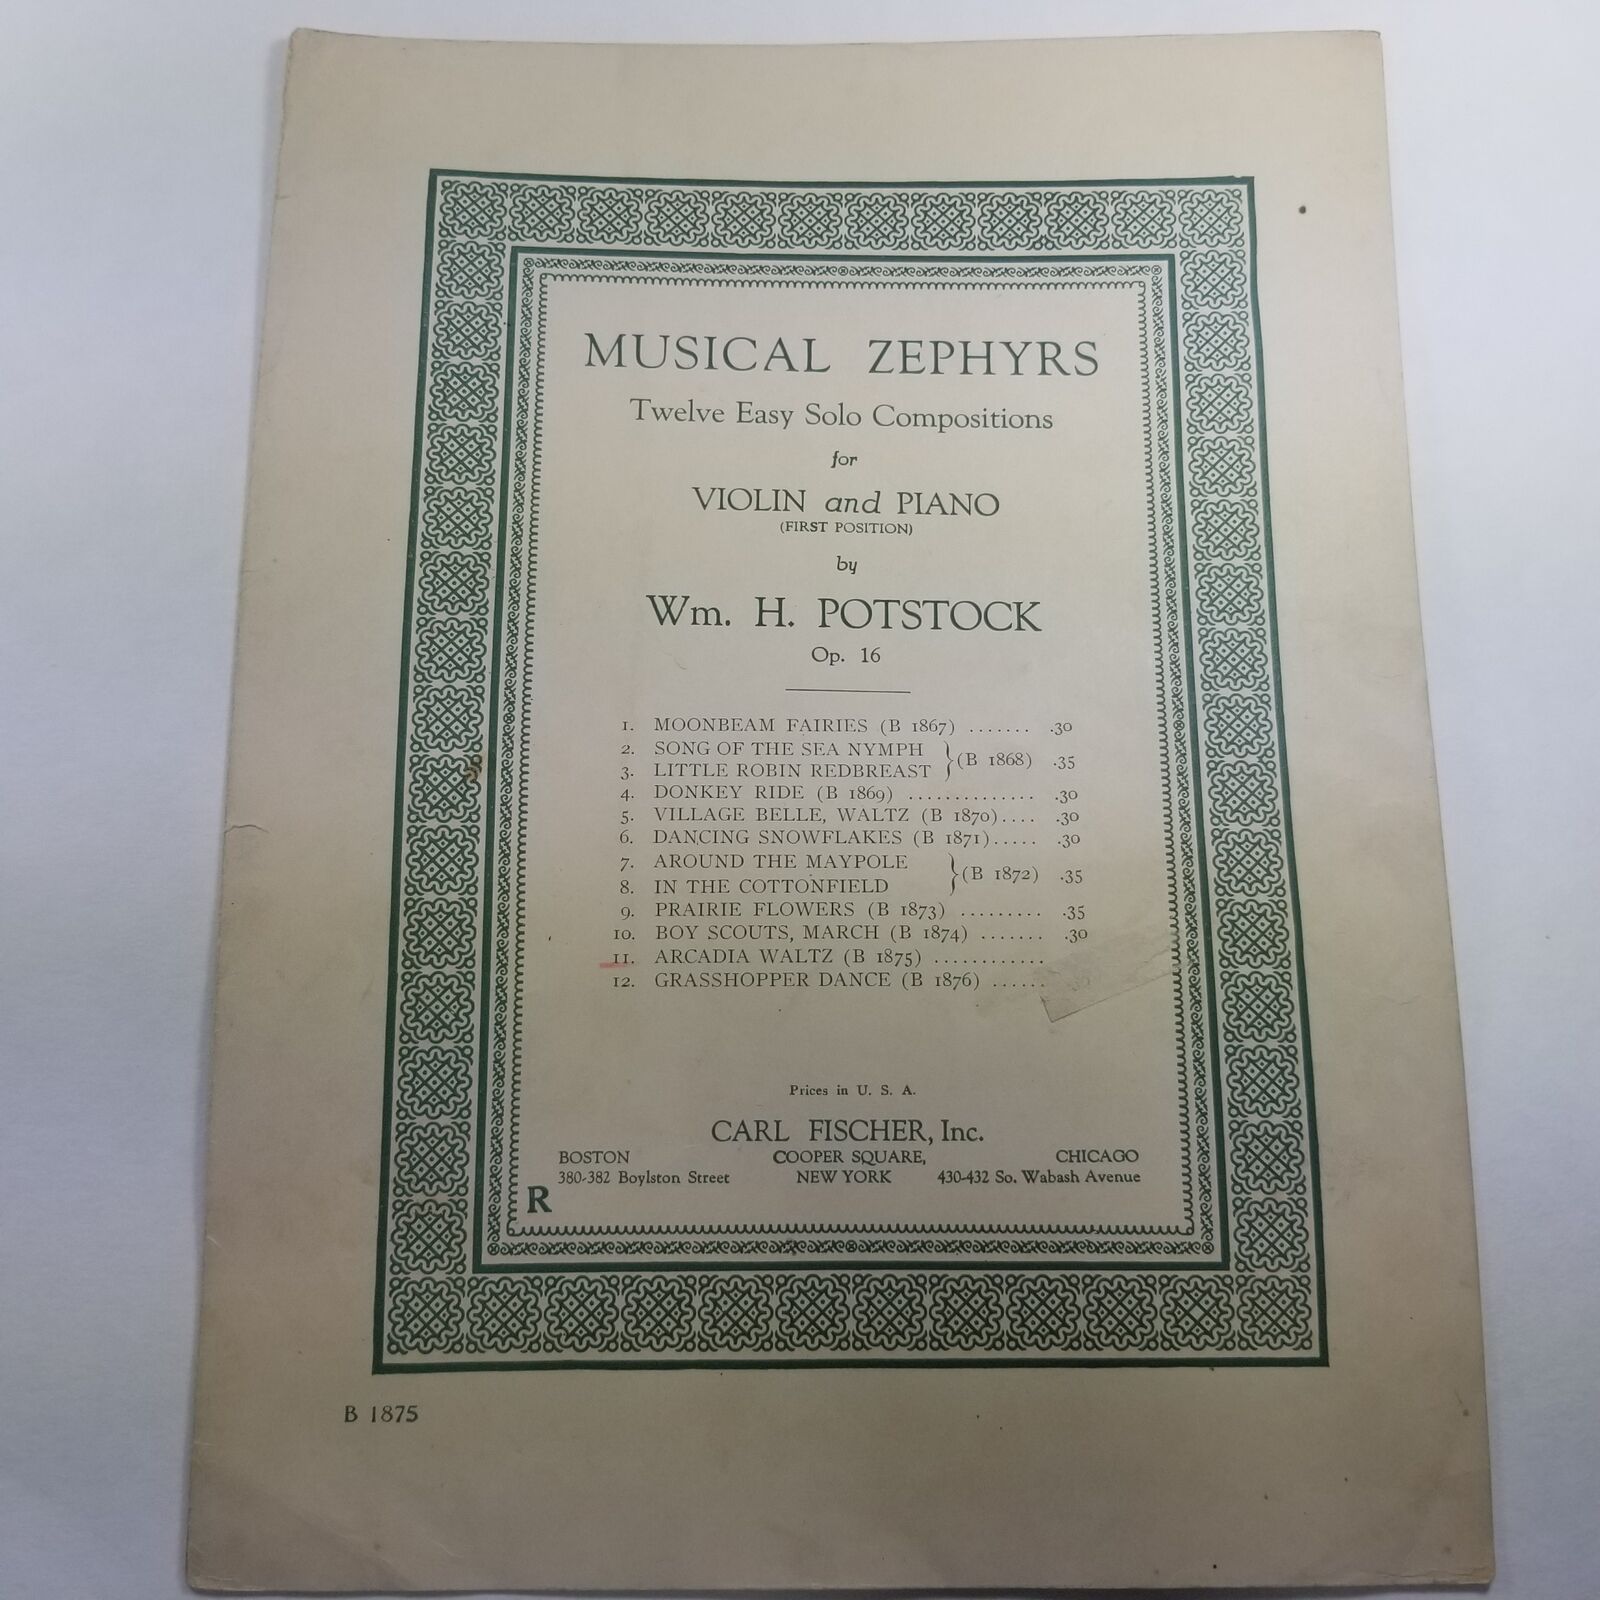 MUSICAL ZEPHYRS
Twelve Easy Solo Compositions
for
VIOLIN and PIANO
(FIRST POSITION)
by
Wm. H. POTSTOCK
Op. 16
1. MOONBEAM FAIRIES (B 1867) ....... .30
2. SONG OF THE SEA NYMPH
3. LITTLE ROBIN REDBREAST } (B 1868) .35
4. DONKEY RIDE (B 1869) .............. .30
5. VILLAGE BELLE, WALTZ (B 1870).... .30
6. DANCING SNOWFLAKES (B 1871)..... .30
7. AROUND THE MAYPOLE
8. IN THE COTTONFIELD } (B 1872) .35
9. PRAIRIE FLOWERS (B 1873) ......... .35
10. BOY SCOUTS, MARCH (B 1874) ....... .30
11. ARCADIA WALTZ (B 1875) ............
12. GRASSHOPPER DANCE (B 1876) ......
Prices in U. S. A.
CARL FISCHER, Inc.
BOSTON COOPER SQUARE, CHICAGO
380-382 Boylston Street NEW YORK 430-432 So. Wabash Avenue
R
B 1875